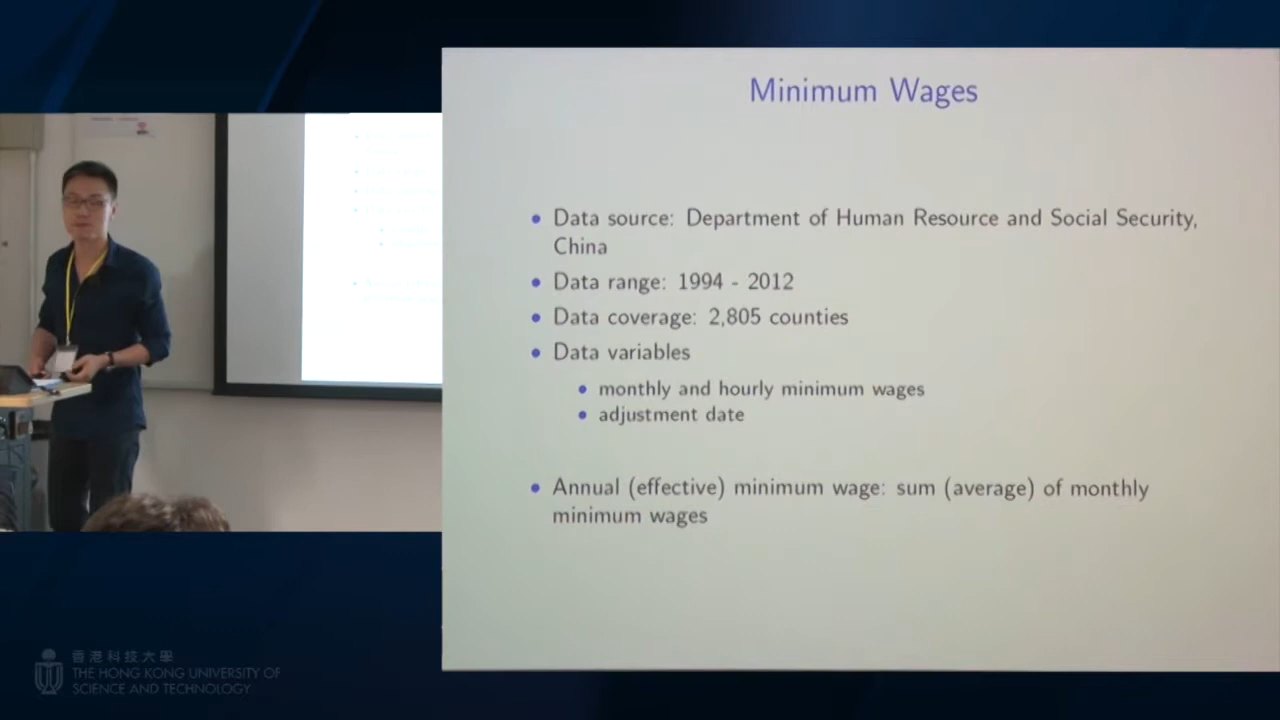 Minimum Wages
• Data source: Department of Human Resource and Social Security,
China
• Data range: 1994 - 2012
• Data coverage: 2,805 counties
• Data variables
• monthly and hourly minimum wages
• adjustment date
• Annual (effective) minimum wage: sum (average) of monthly
minimum wages
香港科技大學
THE HONG KONG UNIVERSITY OF
SCIENCE AND TECHNOLOGY